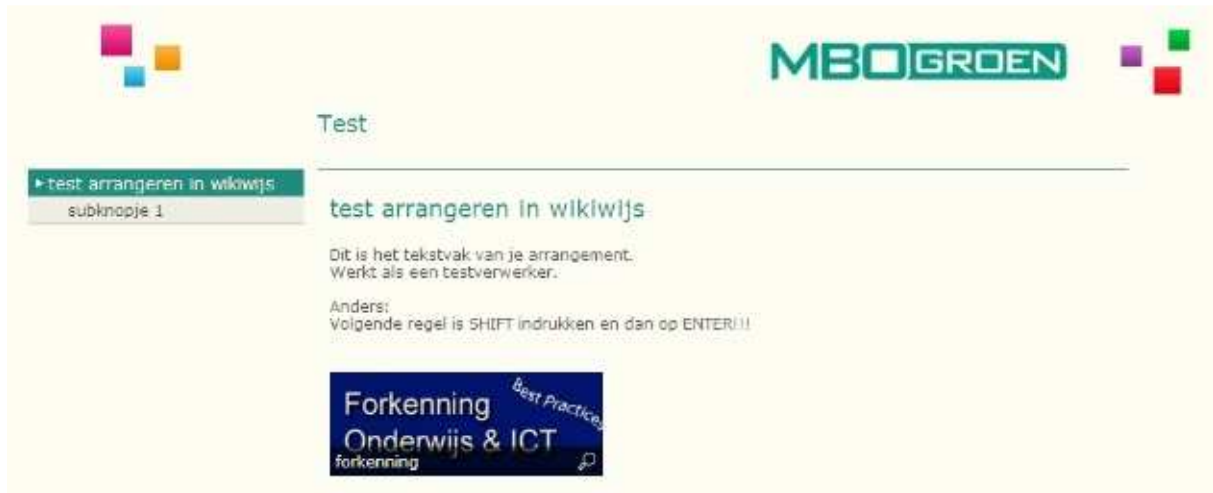 MBO GROEN
Test
test arrangeren in wikiwijs
subknopje 1
test arrangeren in wikiwijs
Dit is het tekstvak van je arrangement.
Werkt als een testverwerker.
Anders:
Volgende regel is SHIFT indrukken en dan op ENTER!!!
Best Practices
Forkenning
Onderwijs & ICT
forkenning